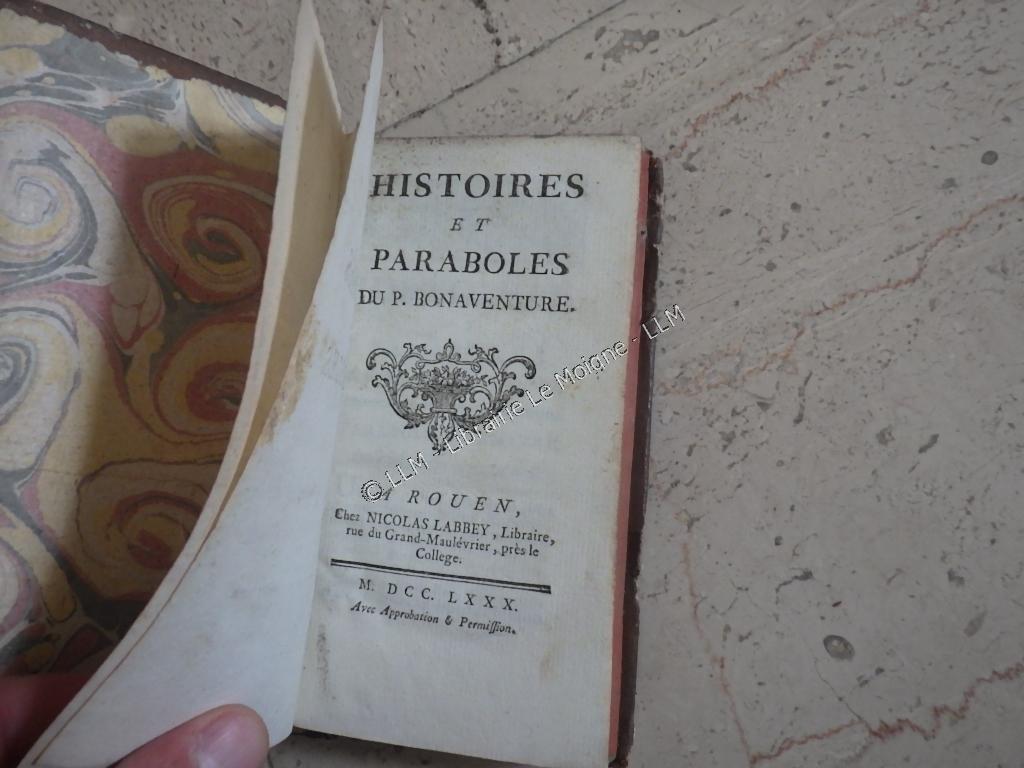 HISTOIRES
ET
PARABOLES
DU P. BONAVENTURE.
© LLM - Librairie Le Moigne - LLM
A ROUEN,
Chez NICOLAS LABBEY, Libraire,
rue du Grand-Maulévrier, près le
College.
M. DCC. LXXX.
Avec Approbation & Permiſſion.